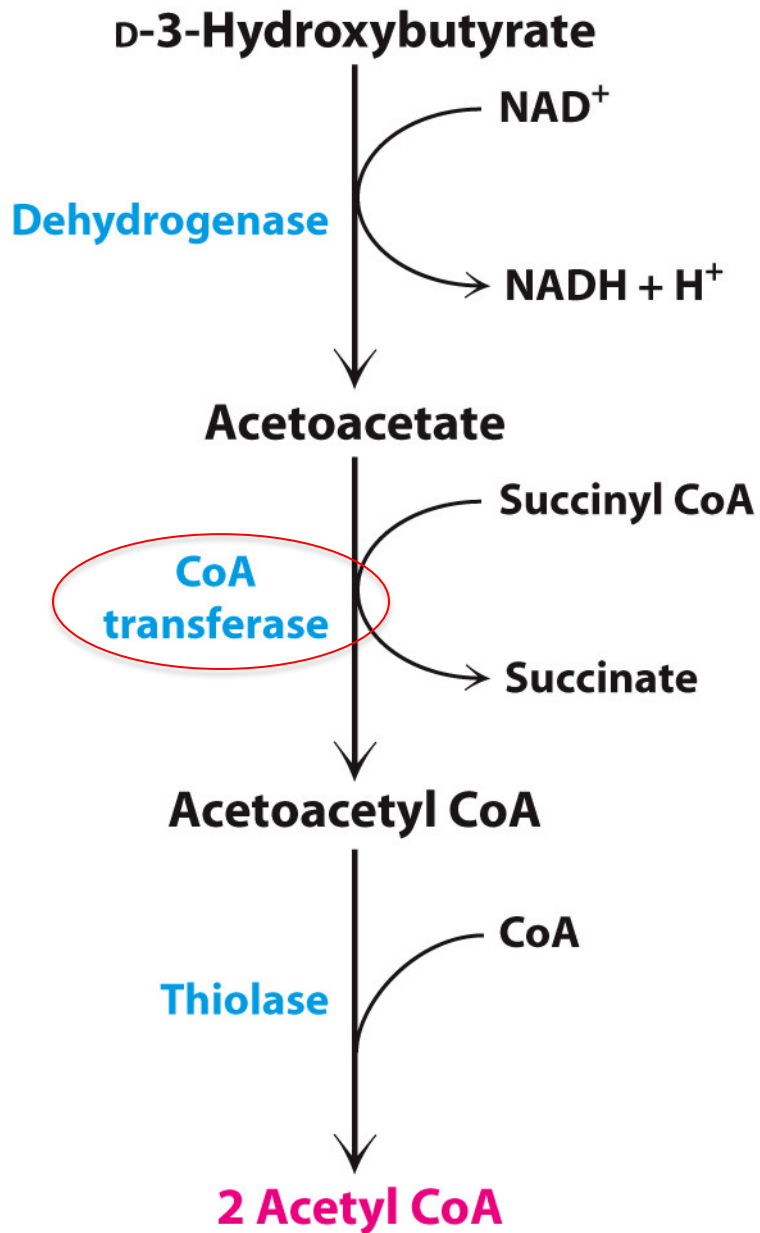 D-3-Hydroxybutyrate
NAD⁺
Dehydrogenase
NADH + H⁺
Acetoacetate
Succinyl CoA
CoA
transferase
Succinate
Acetoacetyl CoA
CoA
Thiolase
2 Acetyl CoA